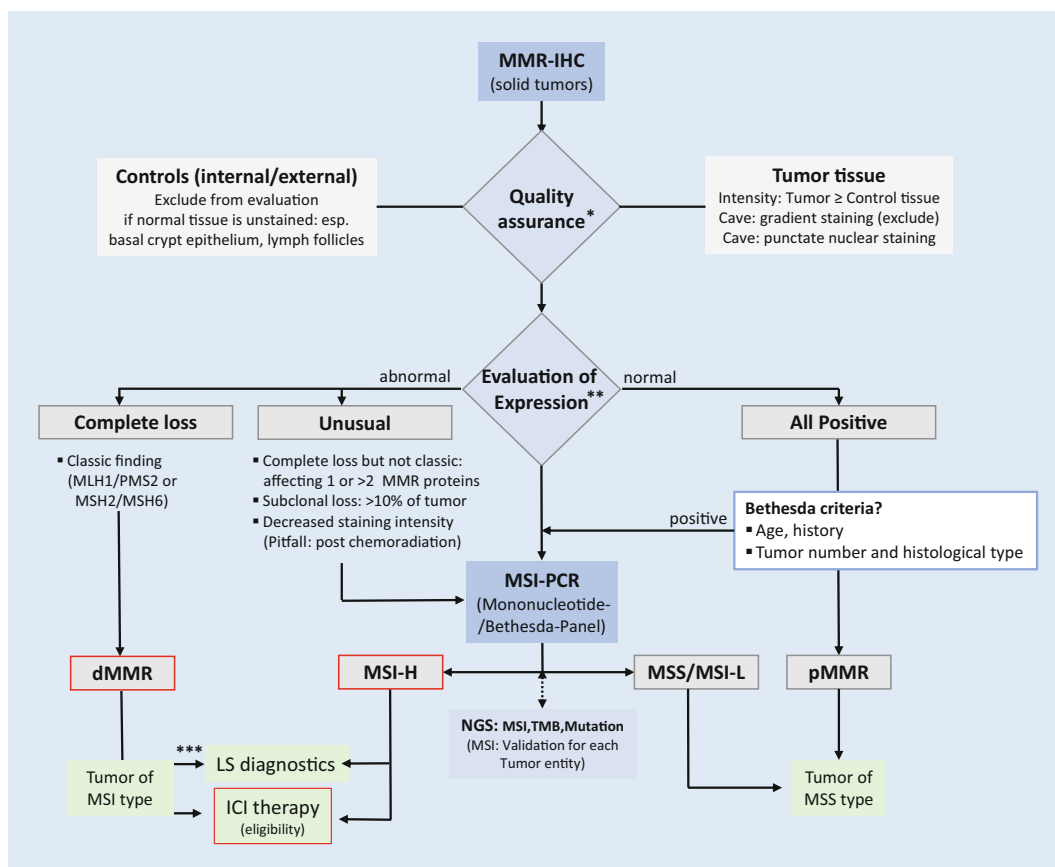 MMR-IHC
(solid tumors)
Controls (internal/external)
Exclude from evaluation
if normal tissue is unstained: esp.
basal crypt epithelium, lymph follicles
Quality
assurance*
Tumor tissue
Intensity: Tumor ≥ Control tissue
Cave: gradient staining (exclude)
Cave: punctate nuclear staining
abnormal
Evaluation of
Expression**
normal
Complete loss
▪ Classic finding
(MLH1/PMS2 or
MSH2/MSH6)
Unusual
▪ Complete loss but not classic:
affecting 1 or >2 MMR proteins
▪ Subclonal loss: >10% of tumor
▪ Decreased staining intensity
(Pitfall: post chemoradiation)
All Positive
positive
Bethesda criteria?
▪ Age, history
▪ Tumor number and histological type
MSI-PCR
(Mononucleotide-
/Bethesda-Panel)
dMMR
MSI-H
MSS/MSI-L
pMMR
NGS: MSI,TMB,Mutation
(MSI: Validation for each
Tumor entity)
Tumor of
MSI type
***
LS diagnostics
ICI therapy
(eligibility)
Tumor of
MSS type